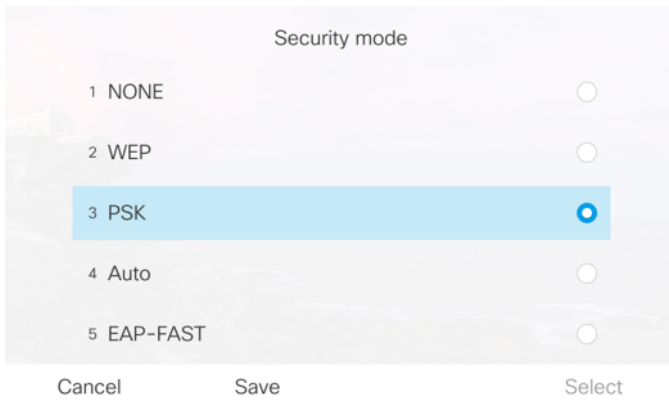 Security mode
1 NONE
2 WEP
3 PSK
4 Auto
5 EAP-FAST
Cancel Save Select